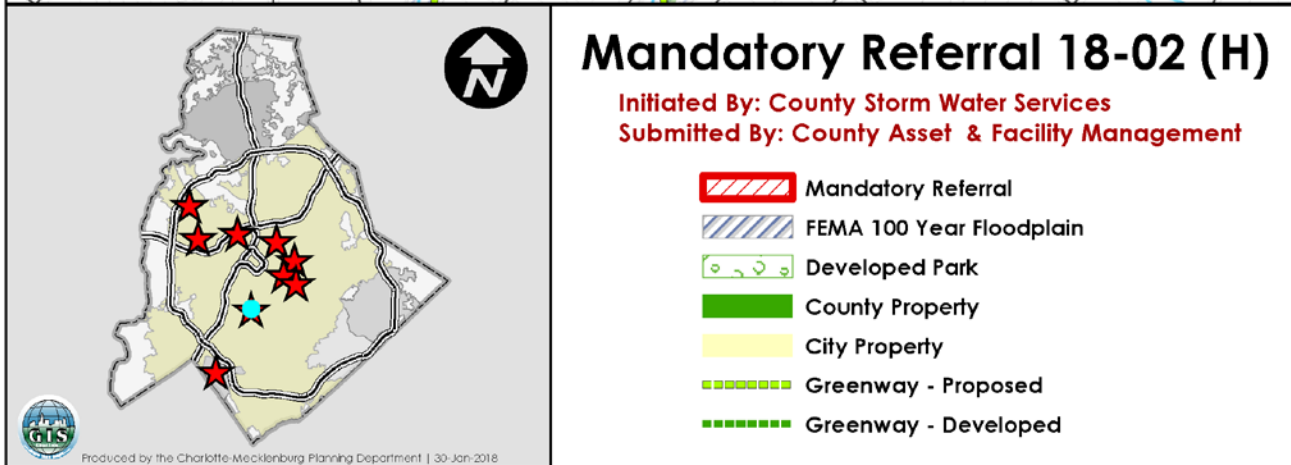 N
GIS
Produced by the Charlotte-Mecklenburg Planning Department | 30-Jan-2018
Mandatory Referral 18-02 (H)
Initiated By: County Storm Water Services
Submitted By: County Asset & Facility Management
Mandatory Referral
FEMA 100 Year Floodplain
Developed Park
County Property
City Property
Greenway - Proposed
Greenway - Developed